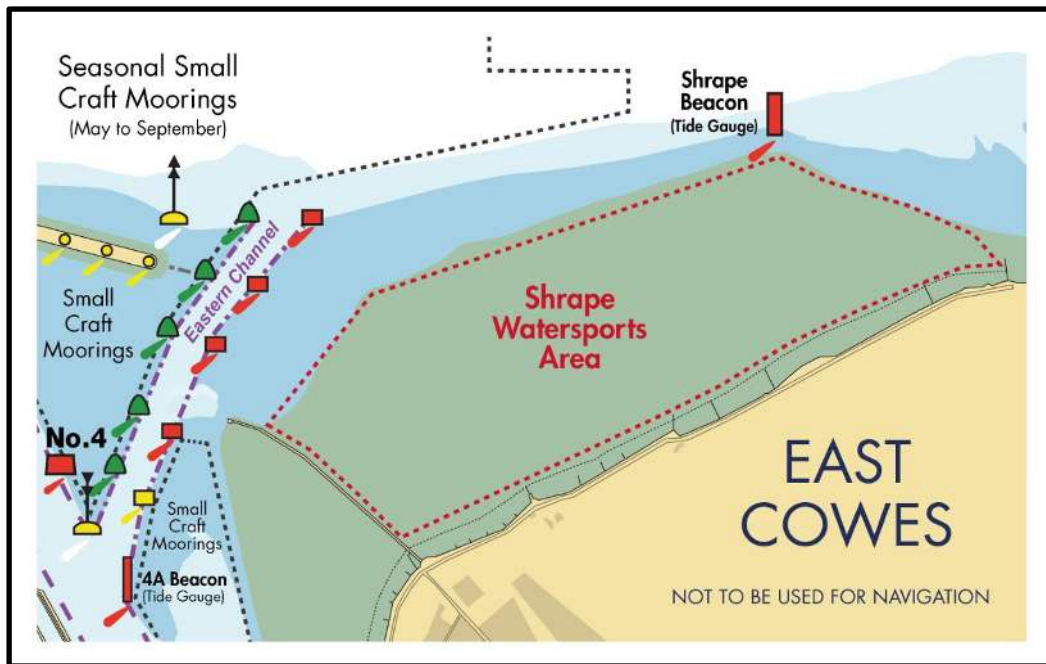 Seasonal Small
Craft Moorings
(May to September)
Shrape
Beacon
(Tide Gauge)
Eastern Channel
Small
Craft
Moorings
Shrape
Watersports
Area
No.4
Small
Craft
Moorings
4A Beacon
(Tide Gauge)
EAST
COWES
NOT TO BE USED FOR NAVIGATION